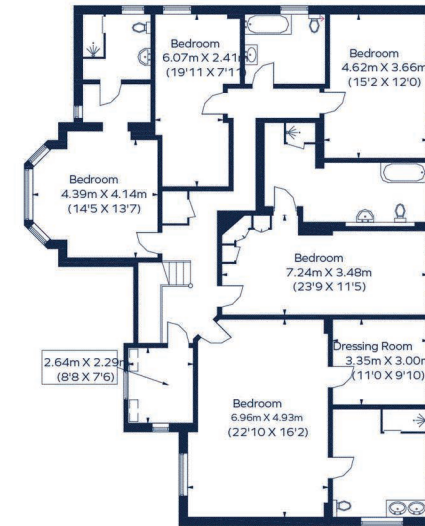 Bedroom
6.07m X 2.41m
(19'11 X 7'11)
Bedroom
4.62m X 3.66m
(15'2 X 12'0)
Bedroom
4.39m X 4.14m
(14'5 X 13'7)
Bedroom
7.24m X 3.48m
(23'9 X 11'5)
2.64m X 2.29m
(8'8 X 7'6)
Dressing Room
3.35m X 3.00m
(11'0 X 9'10)
Bedroom
6.96m X 4.93m
(22'10 X 16'2)